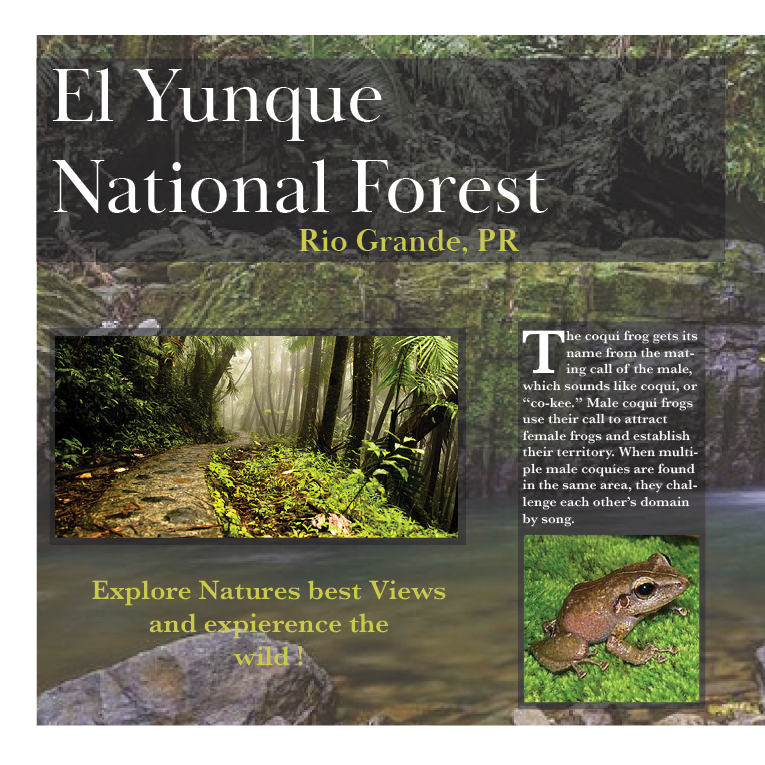 El Yunque
National Forest
Rio Grande, PR
The coqui frog gets its
name from the mat-
ing call of the male,
which sounds like coqui, or
“co-kee.” Male coqui frogs
use their call to attract
female frogs and establish
their territory. When multi-
ple male coquies are found
in the same area, they chal-
lenge each other’s domain
by song.
Explore Natures best Views
and expierence the
wild !